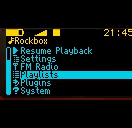 21:45
Rockbox
Resume Playback
Settings
FM Radio
Playlists
Plugins
System